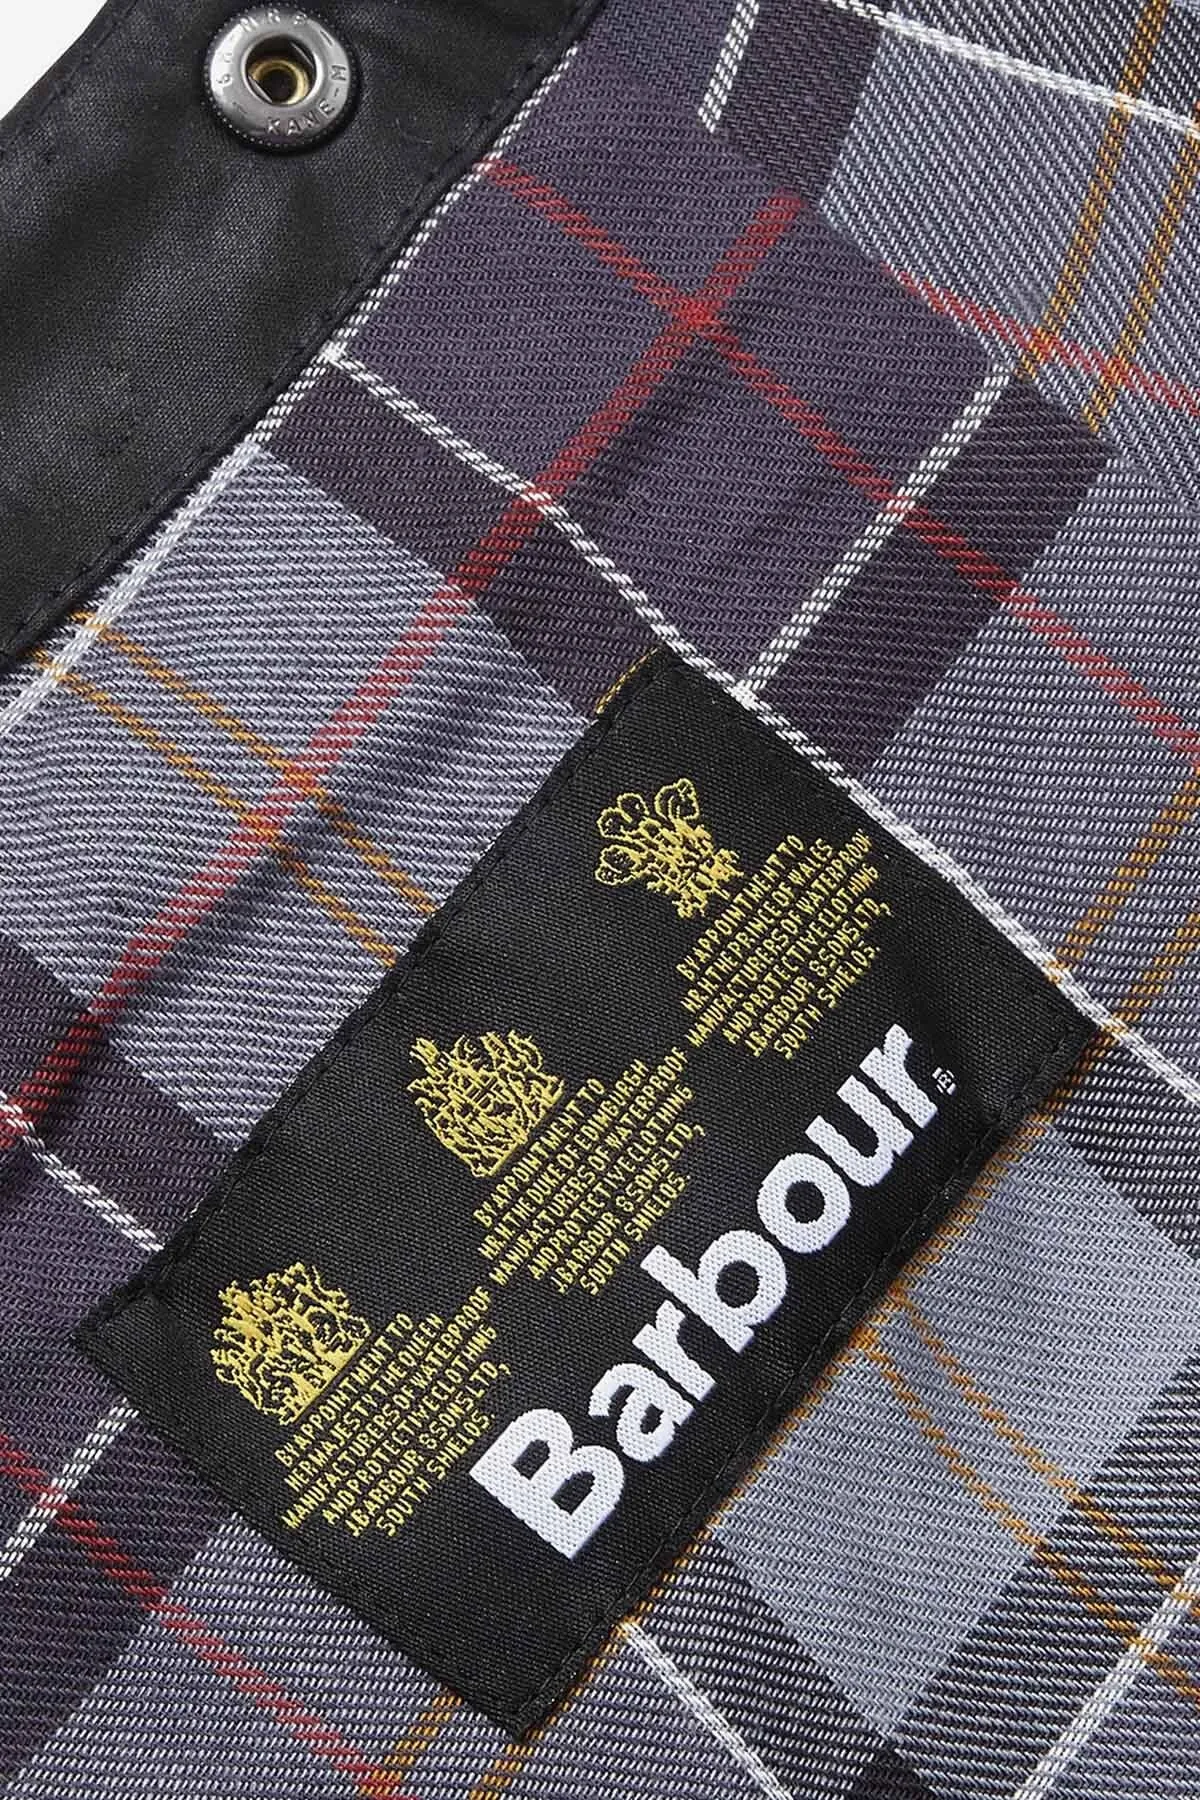 BY APPOINTMENT TO
H.R.H. THE PRINCE OF WALES
MANUFACTURERS OF WATERPROOF
AND PROTECTIVE CLOTHING
J.BARBOUR & SONS LTD,
SOUTH SHIELDS.
BY APPOINTMENT TO
H.R.H. THE DUKE OF EDINBURGH
MANUFACTURERS OF WATERPROOF
AND PROTECTIVE CLOTHING
J.BARBOUR & SONS LTD,
SOUTH SHIELDS.
BY APPOINTMENT TO
HER MAJESTY THE QUEEN
MANUFACTURERS OF WATERPROOF
AND PROTECTIVE CLOTHING
J.BARBOUR & SONS LTD,
SOUTH SHIELDS.
Barbour.®
KANE-M